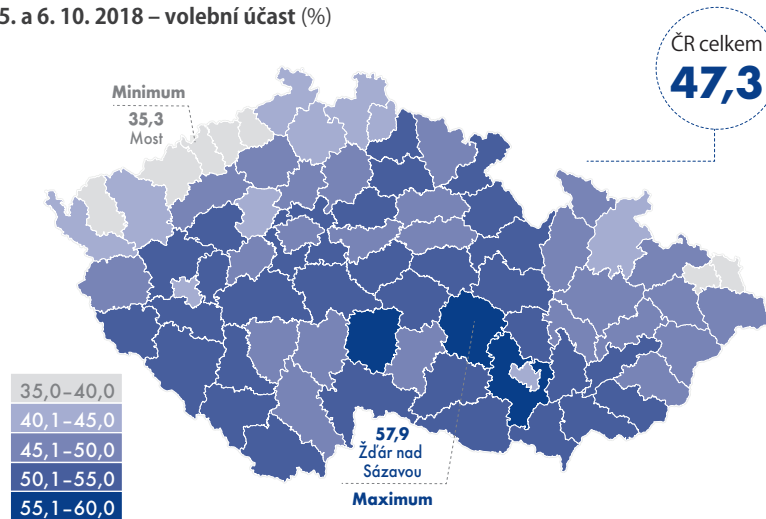 5. a 6. 10. 2018 – volební účast (%)
ČR celkem
47,3
Minimum
35,3
Most
57,9
Žďár nad
Sázavou
Maximum
35,0–40,0
40,1–45,0
45,1–50,0
50,1–55,0
55,1–60,0